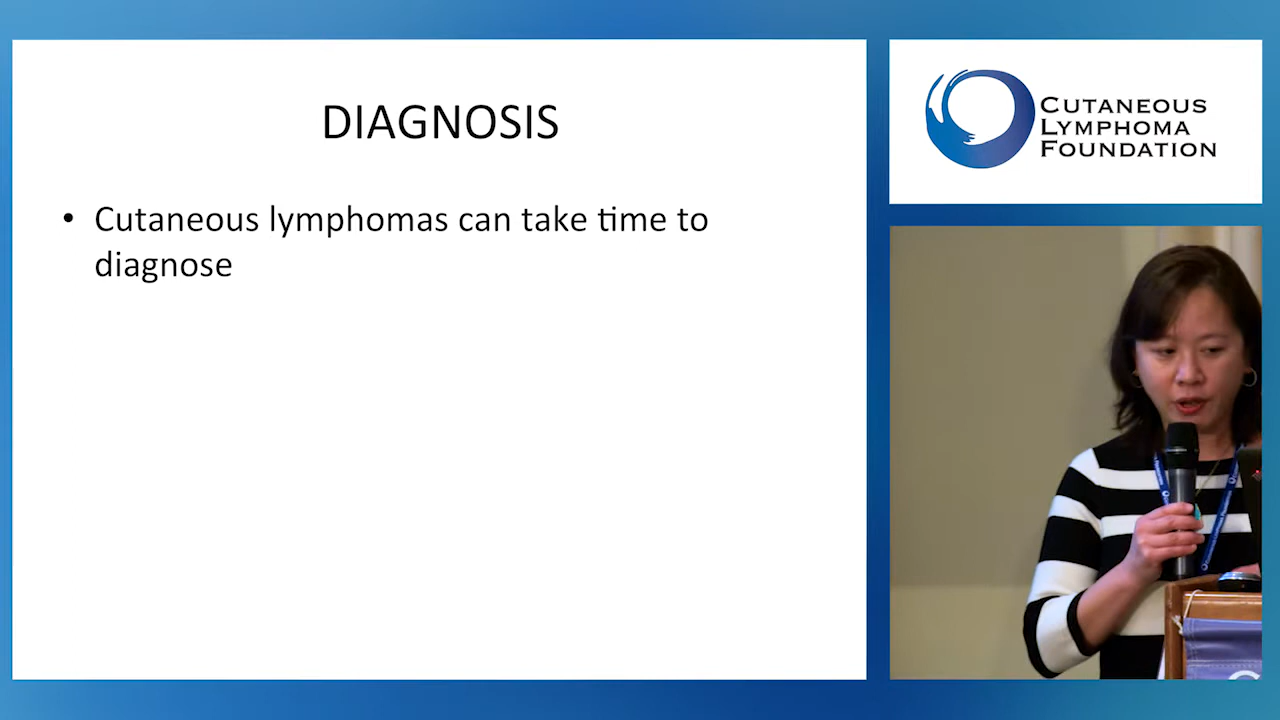 DIAGNOSIS
• Cutaneous lymphomas can take time to
diagnose
CUTANEOUS
LYMPHOMA
FOUNDATION